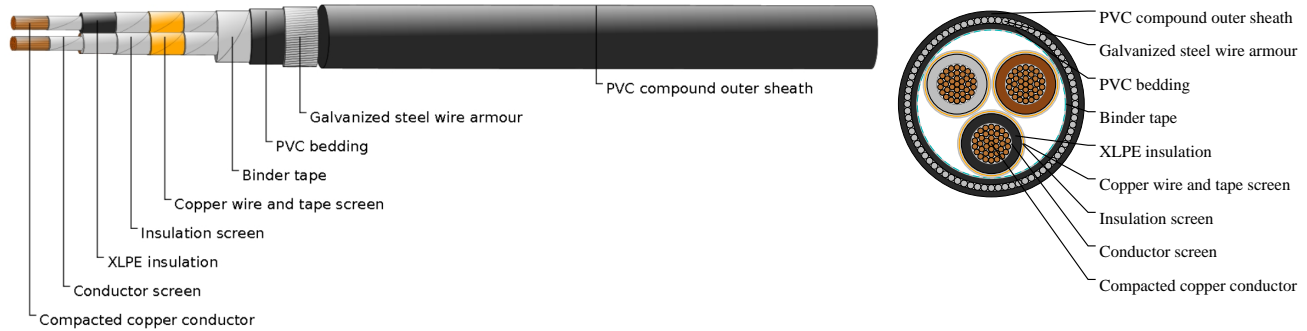 PVC compound outer sheath
Galvanized steel wire armour
PVC bedding
Binder tape
Copper wire and tape screen
Insulation screen
XLPE insulation
Conductor screen
Compacted copper conductor
PVC compound outer sheath
Galvanized steel wire armour
PVC bedding
Binder tape
XLPE insulation
Copper wire and tape screen
Insulation screen
Conductor screen
Compacted copper conductor